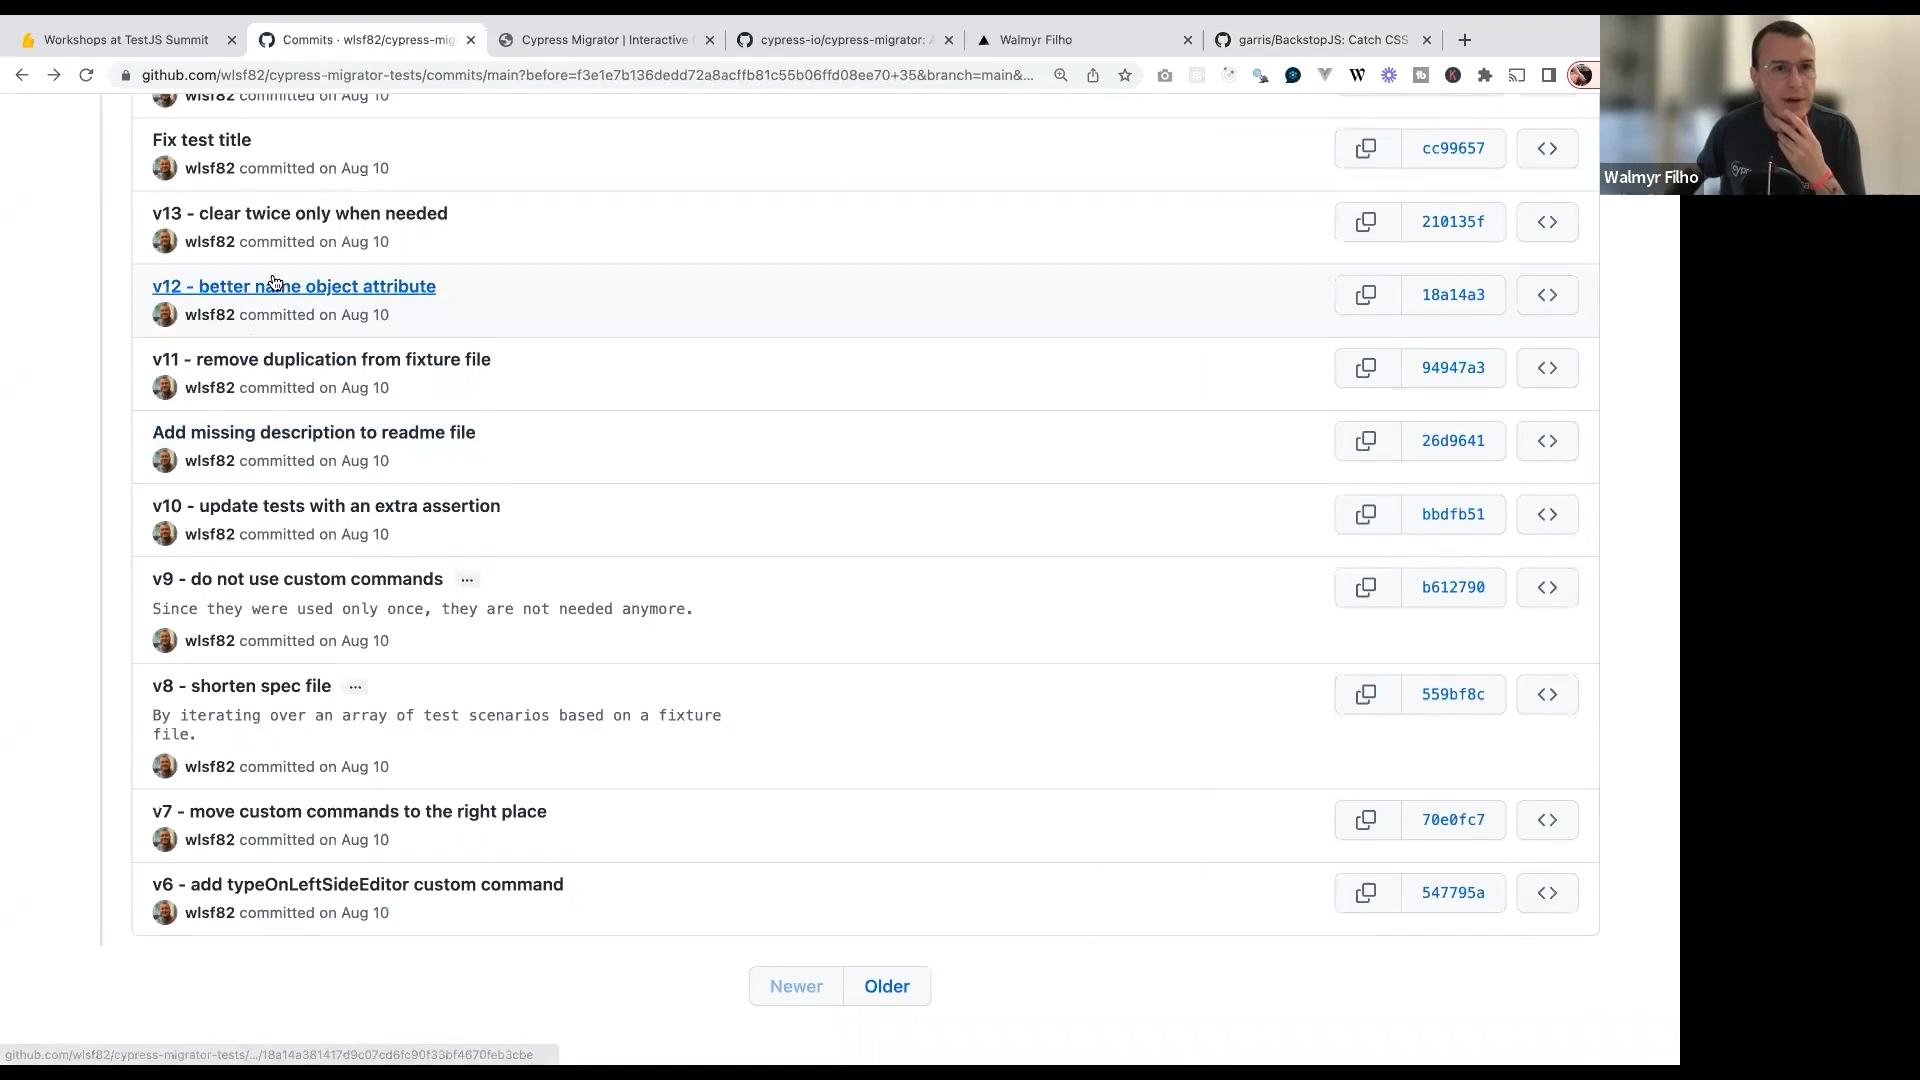 Workshops at TestJS Summit
Commits · wlsf82/cypress-mig
Cypress Migrator | Interactive
cypress-io/cypress-migrator: A
Walmyr Filho
garris/BackstopJS: Catch CSS
github.com/wlsf82/cypress-migrator-tests/commits/main?before=f3e1e7b136dedd72a8acffb81c55b06ffd08ee70+35&branch=main&...
Walmyr Filho
wlsf82 committed on Aug 10
Fix test title
wlsf82 committed on Aug 10
cc99657
v13 - clear twice only when needed
wlsf82 committed on Aug 10
210135f
v12 - better name object attribute
wlsf82 committed on Aug 10
18a14a3
v11 - remove duplication from fixture file
wlsf82 committed on Aug 10
94947a3
Add missing description to readme file
wlsf82 committed on Aug 10
26d9641
v10 - update tests with an extra assertion
wlsf82 committed on Aug 10
bbdfb51
v9 - do not use custom commands ...
Since they were used only once, they are not needed anymore.
wlsf82 committed on Aug 10
b612790
v8 - shorten spec file ...
By iterating over an array of test scenarios based on a fixture
file.
wlsf82 committed on Aug 10
559bf8c
v7 - move custom commands to the right place
wlsf82 committed on Aug 10
70e0fc7
v6 - add typeOnLeftSideEditor custom command
wlsf82 committed on Aug 10
547795a
Newer
Older
github.com/wlsf82/cypress-migrator-tests/.../18a14a381417d9c07cd6fc90f33bf4670feb3cbe